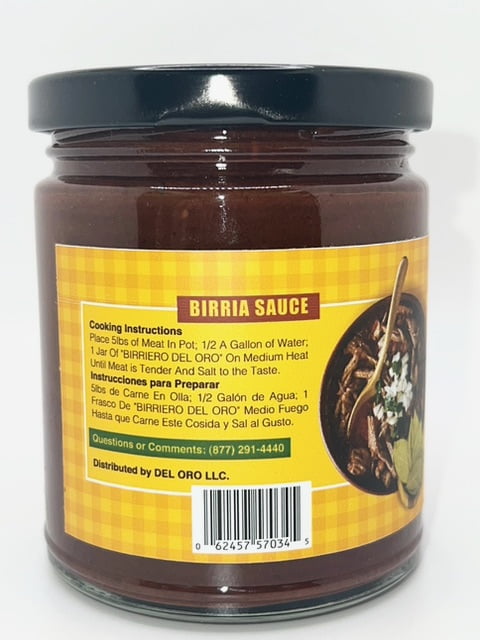 BIRRIA SAUCE
Cooking Instructions
Place 5lbs of Meat In Pot; 1/2 A Gallon of Water;
1 Jar Of "BIRRIERO DEL ORO" On Medium Heat
Until Meat is Tender And Salt to the Taste.
Instrucciones para Preparar
5lbs de Carne En Olla; 1/2 Galón de Agua; 1
Frasco De "BIRRIERO DEL ORO" Medio Fuego
Hasta que Carne Este Cosida y Sal al Gusto.
Questions or Comments: (877) 291-4440
Distributed by DEL ORO LLC.
0 62457 57034 5